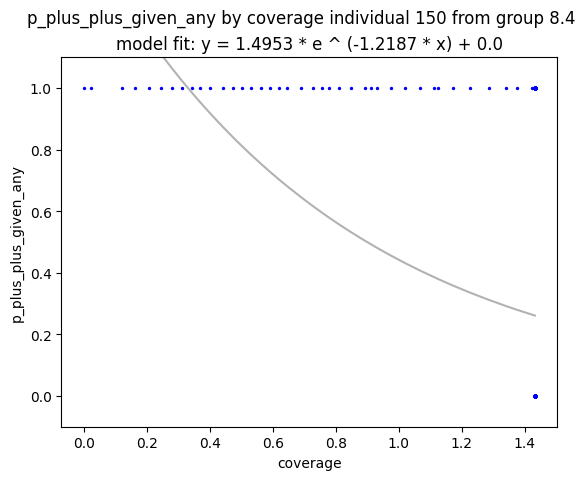 p_plus_plus_given_any by coverage individual 150 from group 8.4
model fit: y = 1.4953 * e ^ (-1.2187 * x) + 0.0
1.0
0.8
0.6
0.4
0.2
0.0
p_plus_plus_given_any
0.0 0.2 0.4 0.6 0.8 1.0 1.2 1.4
coverage